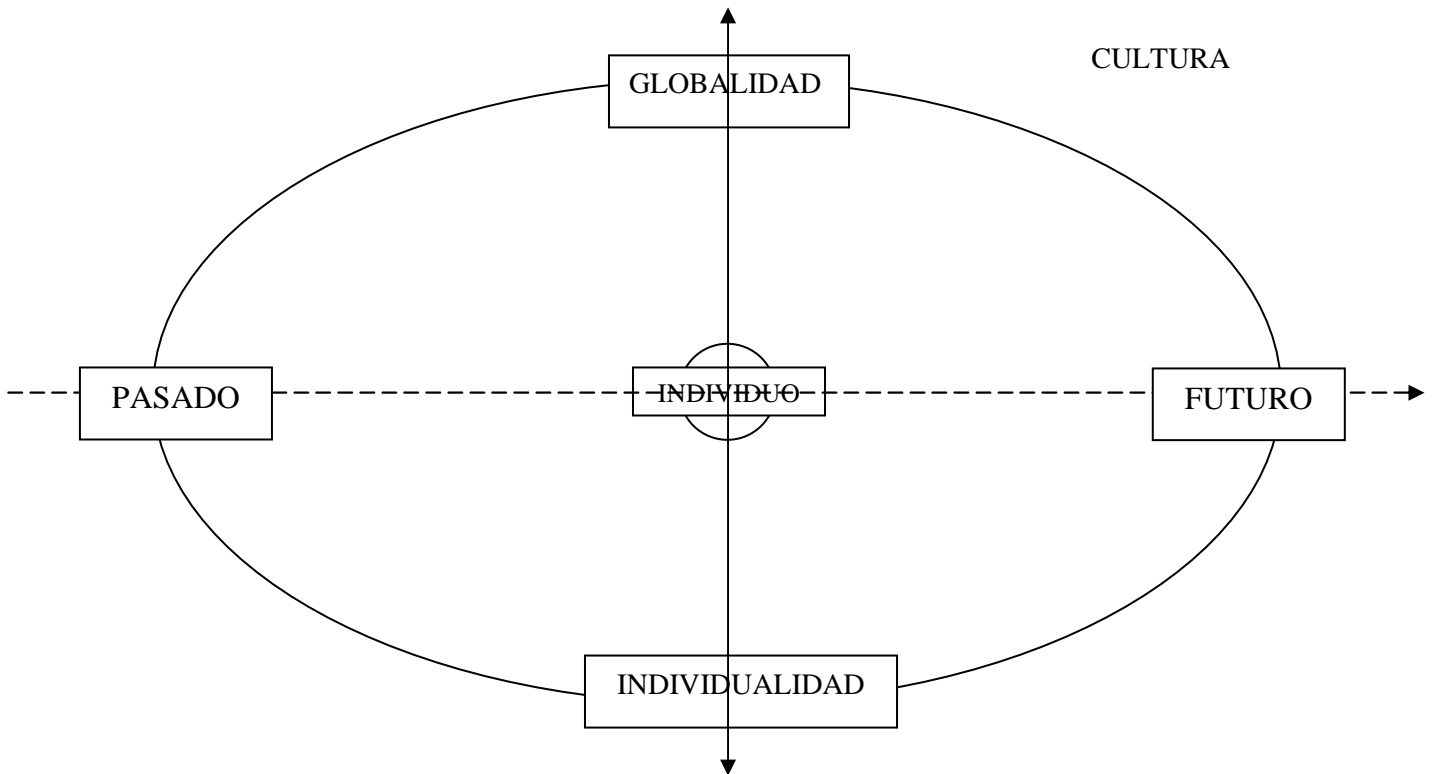 CULTURA
GLOBALIDAD
PASADO
INDIVIDUO
FUTURO
INDIVIDUALIDAD